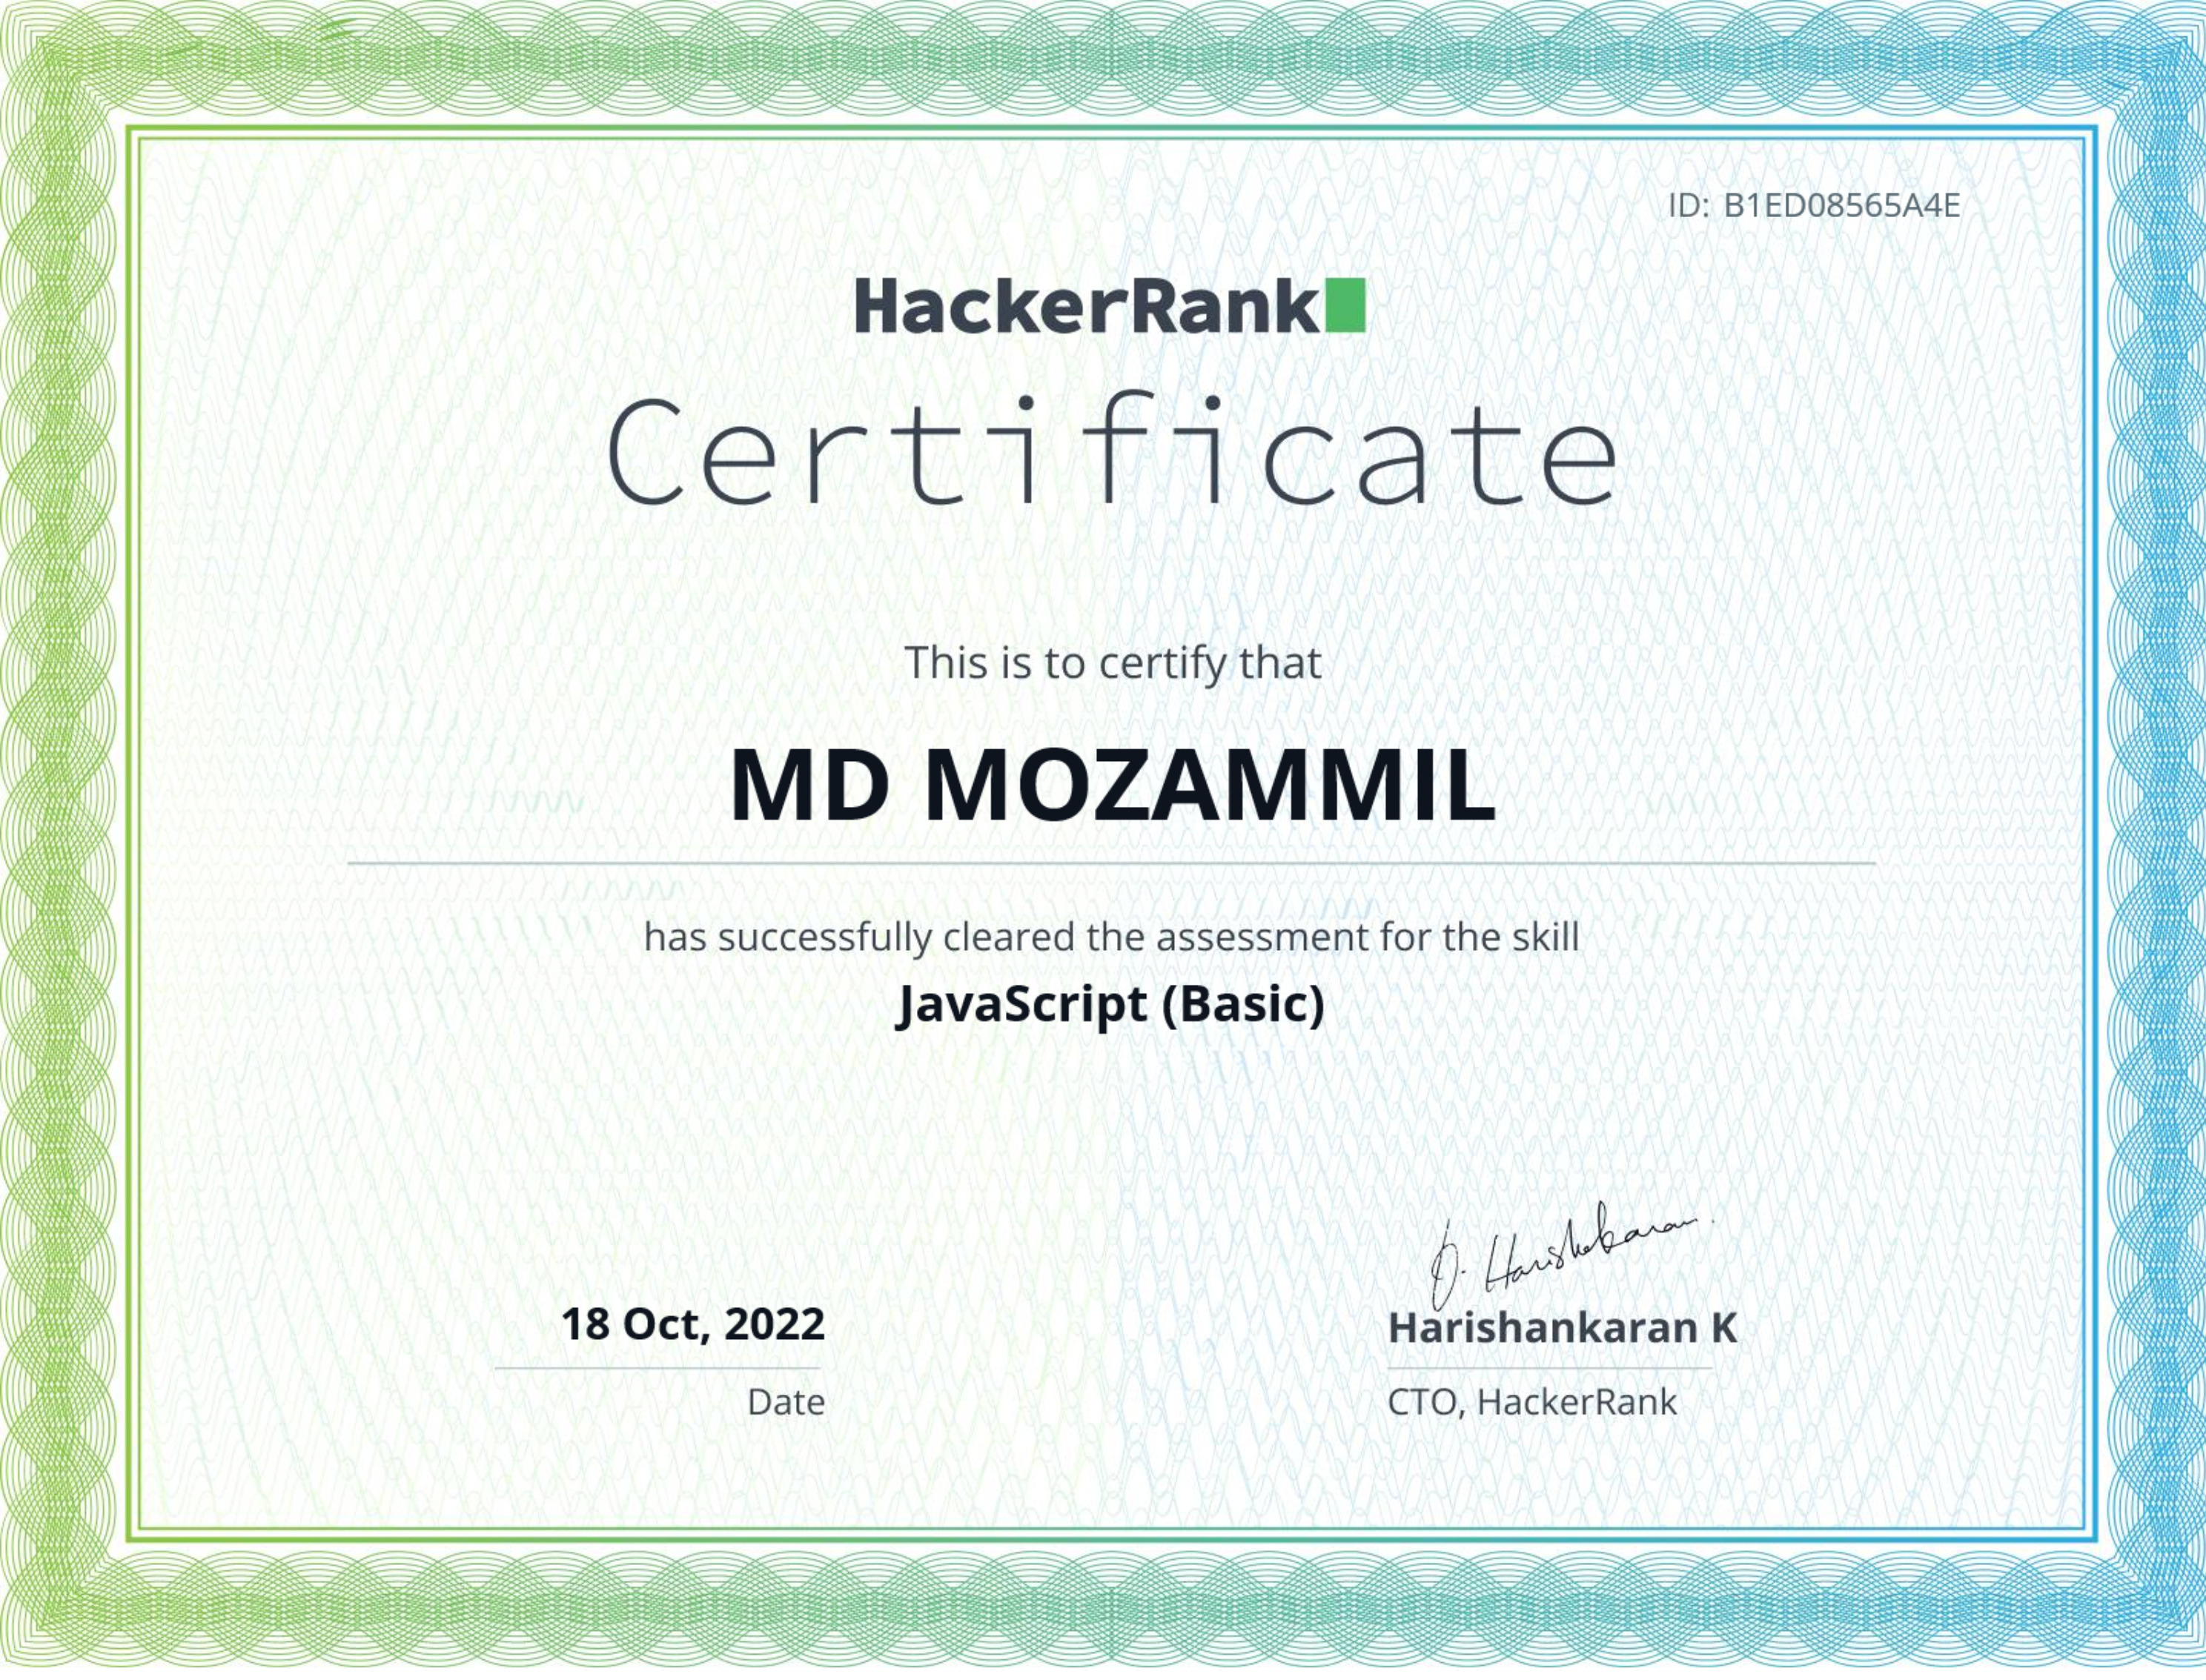 ID: B1ED08565A4E
HackerRank
Certificate
This is to certify that
MD MOZAMMIL
has successfully cleared the assessment for the skill
JavaScript (Basic)
D. Harishankaran.
18 Oct, 2022
Harishankaran K
Date
CTO, HackerRank